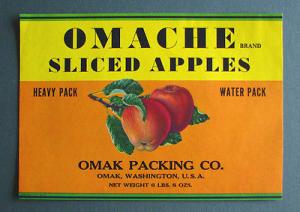 OMACHE BRAND
SLICED APPLES
HEAVY PACK WATER PACK
OMAK PACKING CO.
OMAK, WASHINGTON, U.S.A.
NET WEIGHT 6 LBS. 8 OZS.